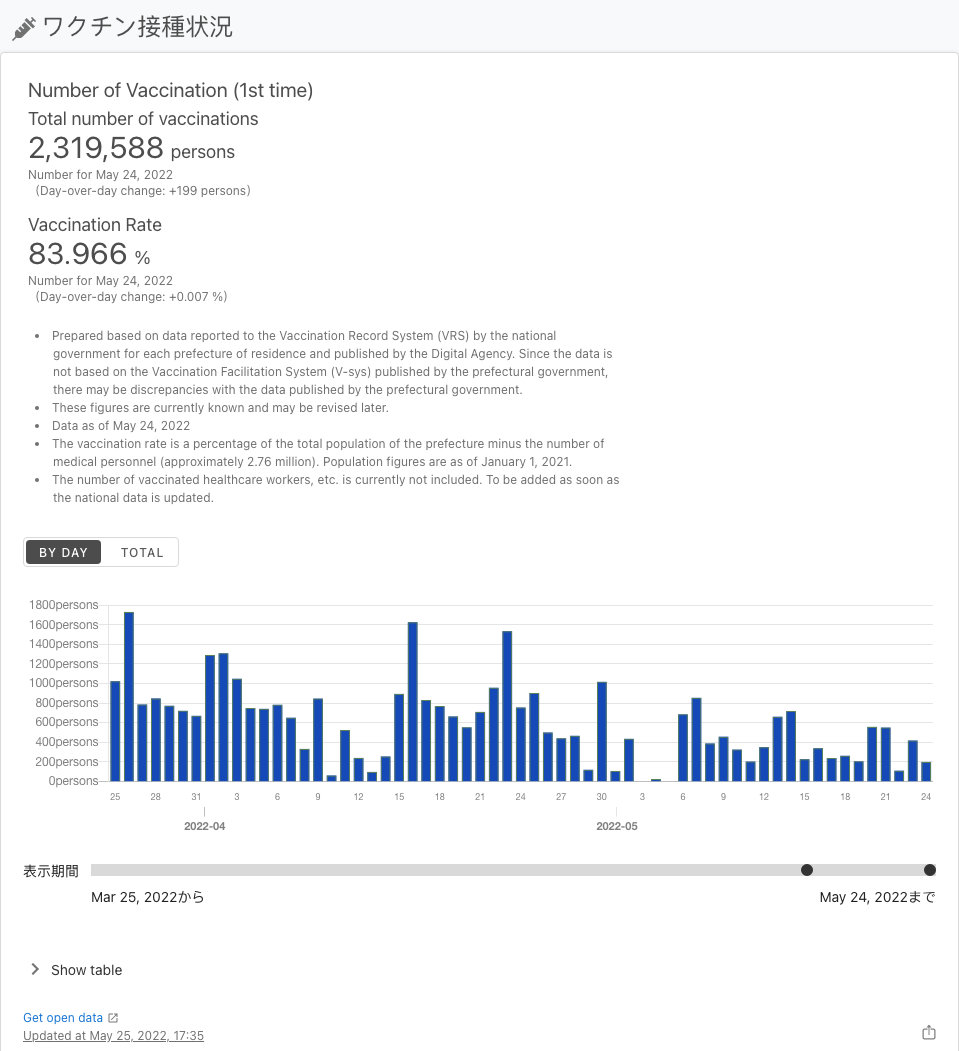 ワクチン接種状況
Number of Vaccination (1st time)
Total number of vaccinations
2,319,588 persons
Number for May 24, 2022
(Day-over-day change: +199 persons)
Vaccination Rate
83.966 %
Number for May 24, 2022
(Day-over-day change: +0.007 %)
• Prepared based on data reported to the Vaccination Record System (VRS) by the national
government for each prefecture of residence and published by the Digital Agency. Since the data is
not based on the Vaccination Facilitation System (V-sys) published by the prefectural government,
there may be discrepancies with the data published by the prefectural government.
• These figures are currently known and may be revised later.
• Data as of May 24, 2022
• The vaccination rate is a percentage of the total population of the prefecture minus the number of
medical personnel (approximately 2.76 million). Population figures are as of January 1, 2021.
• The number of vaccinated healthcare workers, etc. is currently not included. To be added as soon as
the national data is updated.
BY DAY TOTAL
1800persons
1600persons
1400persons
1200persons
1000persons
800persons
600persons
400persons
200persons
0persons
25 28 31 3 6 9 12 15 18 21 24 27 30 3 6 9 12 15 18 21 24
2022-04 2022-05
表示期間
Mar 25, 2022から May 24, 2022まで
Show table
Get open data
Updated at May 25, 2022, 17:35